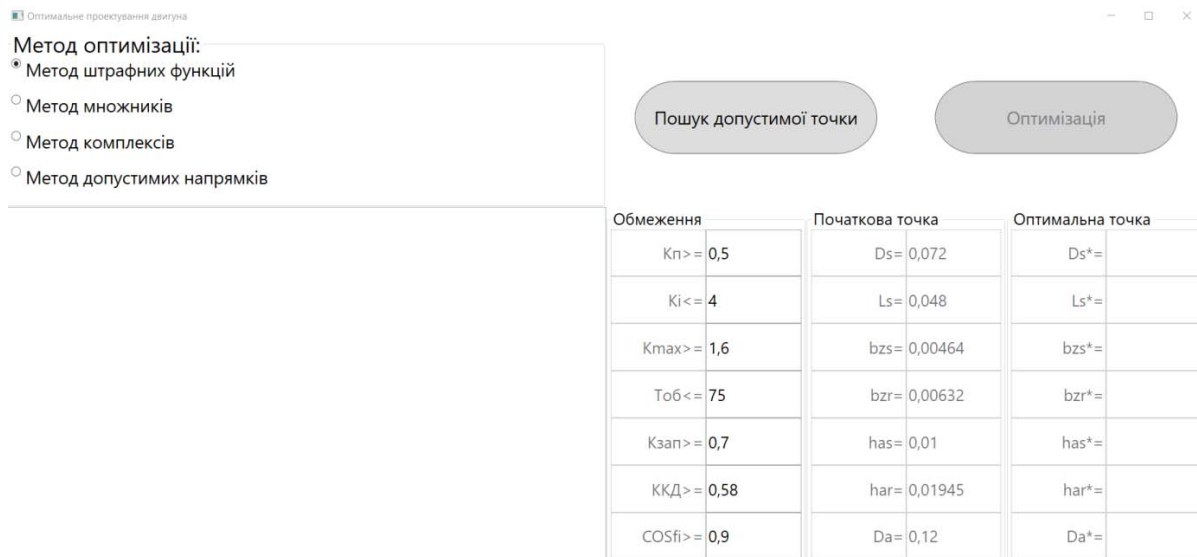 Оптимальне проектування двигуна
Метод оптимізації:
Метод штрафних функцій
Метод множників
Метод комплексів
Метод допустимих напрямків
Пошук допустимої точки
Оптимізація
Обмеження
Кп>= 0,5
Кі<= 4
Kmax>= 1,6
Тоб<= 75
Кзап>= 0,7
ККД>= 0,58
COSfi>= 0,9
Початкова точка
Ds= 0,072
Ls= 0,048
bzs= 0,00464
bzr= 0,00632
has= 0,01
har= 0,01945
Da= 0,12
Оптимальна точка
Ds*=
Ls*=
bzs*=
bzr*=
has*=
har*=
Da*=